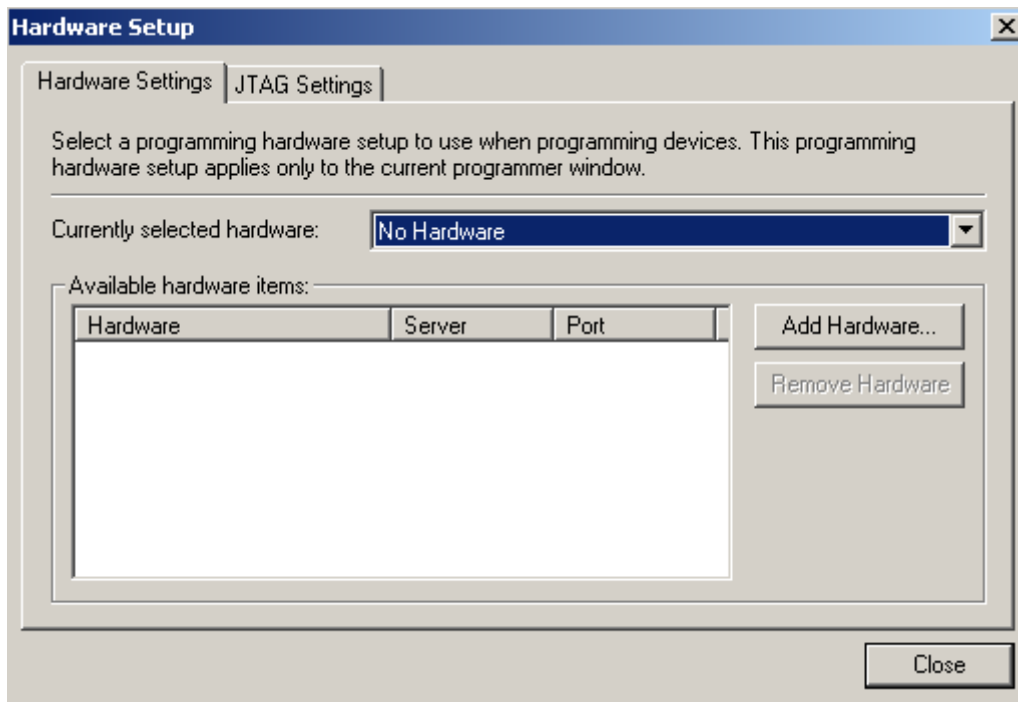 Hardware Setup
Hardware Settings
JTAG Settings
Select a programming hardware setup to use when programming devices. This programming
hardware setup applies only to the current programmer window.
Currently selected hardware:
No Hardware
Available hardware items:
Hardware
Server
Port
Add Hardware...
Remove Hardware
Close